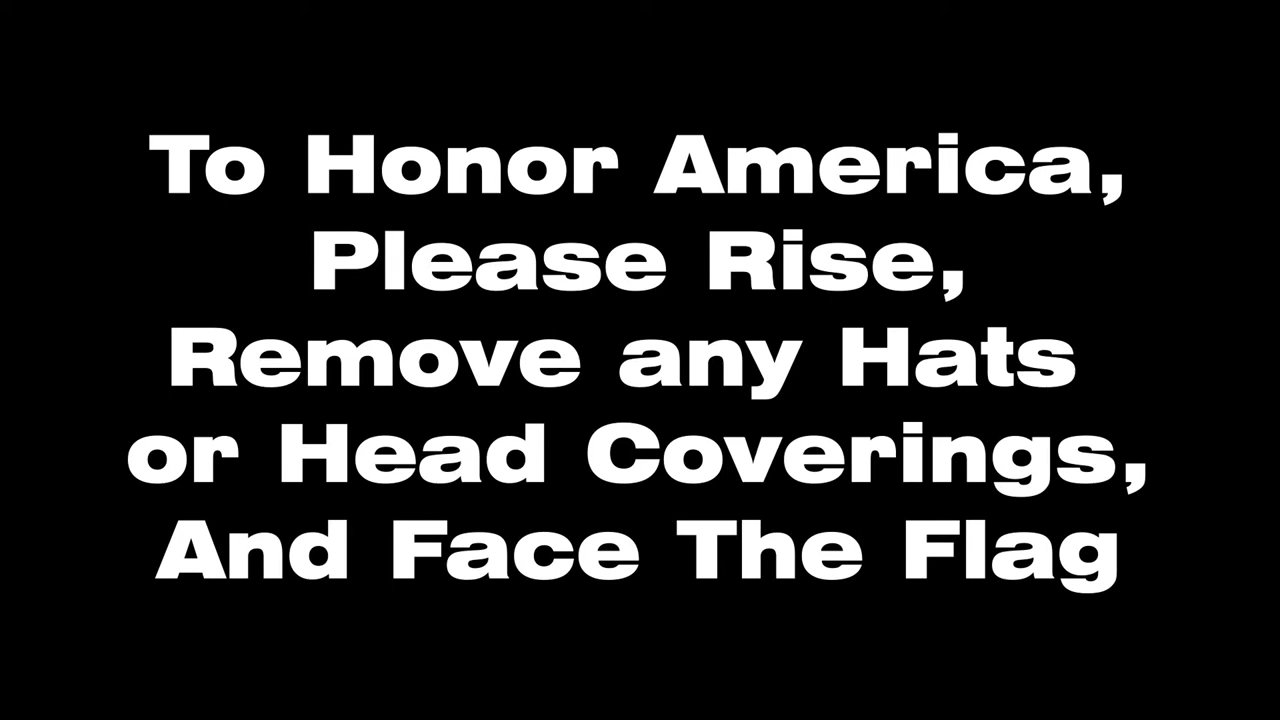 To Honor America,
Please Rise,
Remove any Hats
or Head Coverings,
And Face The Flag